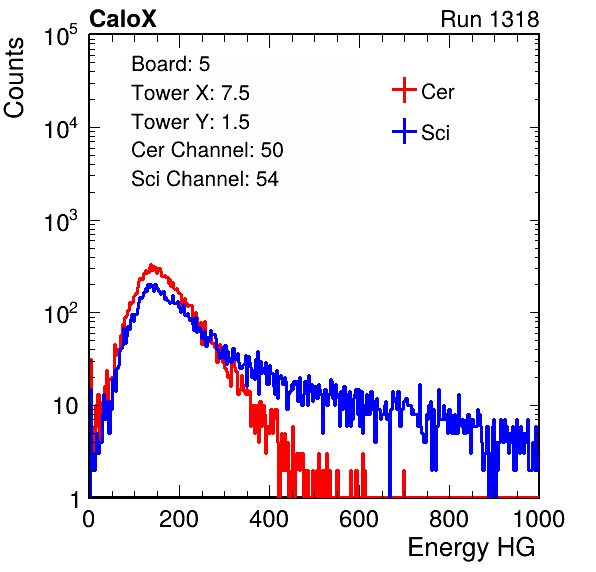 CaloX Run 1318
Counts
10^5
10^4
10^3
10^2
10
1
Board: 5
Tower X: 7.5
Tower Y: 1.5
Cer Channel: 50
Sci Channel: 54
Cer
Sci
0 200 400 600 800 1000
Energy HG